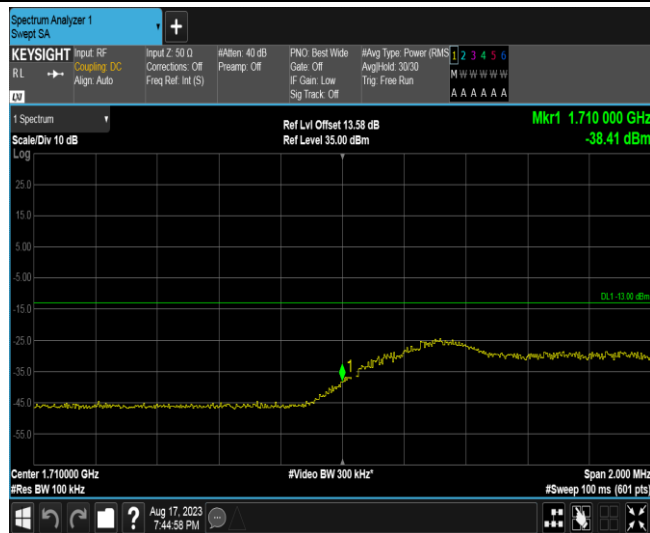 Spectrum Analyzer 1
Swept SA
KEYSIGHT
RL
Input: RF
Coupling: DC
Align: Auto
Input Z: 50 Ω
Corrections: Off
Freq Ref: Int (S)
#Atten: 40 dB
Preamp: Off
PNO: Best Wide
Gate: Off
IF Gain: Low
Sig Track: Off
#Avg Type: Power (RMS
Avg|Hold: 30/30
Trig: Free Run
1 2 3 4 5 6
M W W W W W
A A A A A A
1 Spectrum
Scale/Div 10 dB
Log
Ref Lvl Offset 13.58 dB
Ref Level 35.00 dBm
Mkr1 1.710 000 GHz
-38.41 dBm
25.0
15.0
5.00
-5.00
DL1 -13.00 dBm
-15.0
-25.0
1
-35.0
-45.0
-55.0
Center 1.710000 GHz
#Video BW 300 kHz*
Span 2.000 MHz
#Res BW 100 kHz
#Sweep 100 ms (601 pts)
?
Aug 17, 2023
7:44:58 PM